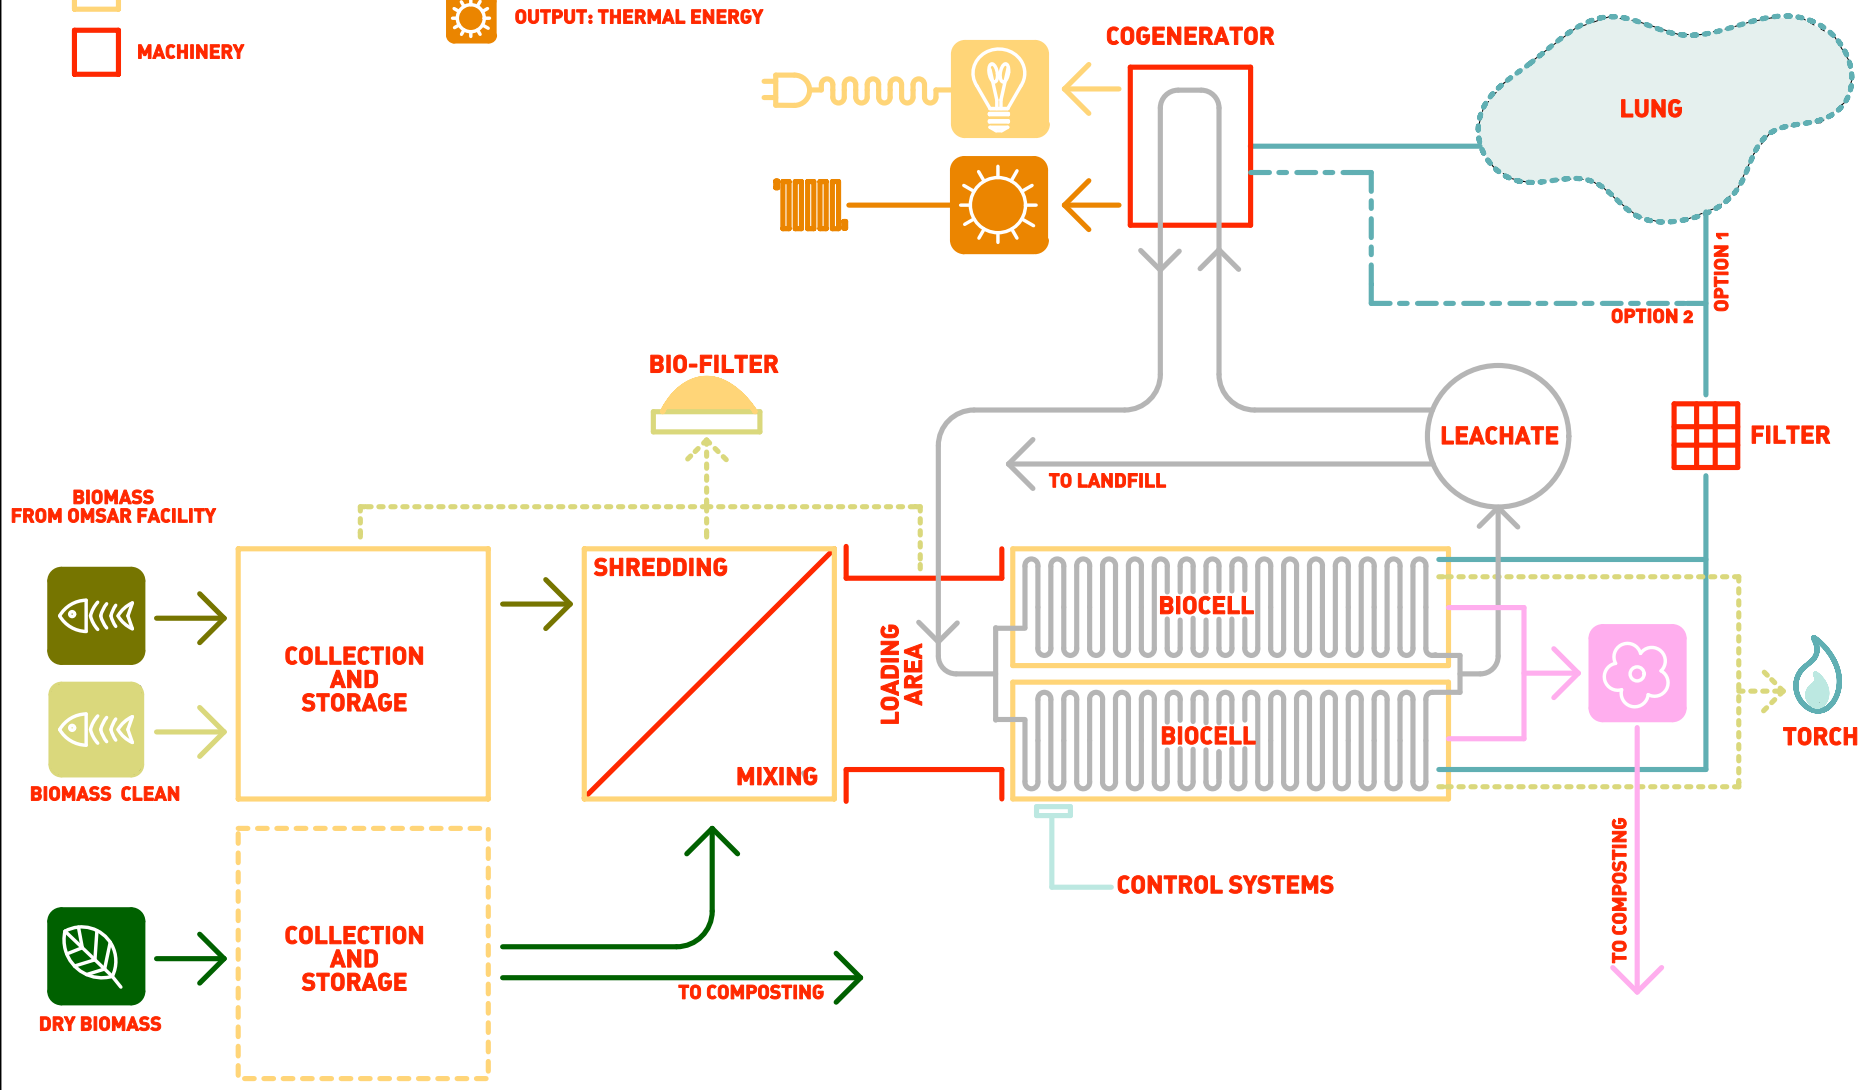 OUTPUT: THERMAL ENERGY
MACHINERY
COGENERATOR
LUNG
OPTION 1
OPTION 2
BIO-FILTER
LEACHATE
FILTER
TO LANDFILL
BIOMASS
FROM OMSAR FACILITY
SHREDDING
BIOCELL
COLLECTION
AND
STORAGE
LOADING
AREA
BIOCELL
TORCH
MIXING
BIOMASS CLEAN
CONTROL SYSTEMS
TO COMPOSTING
COLLECTION
AND
STORAGE
TO COMPOSTING
DRY BIOMASS